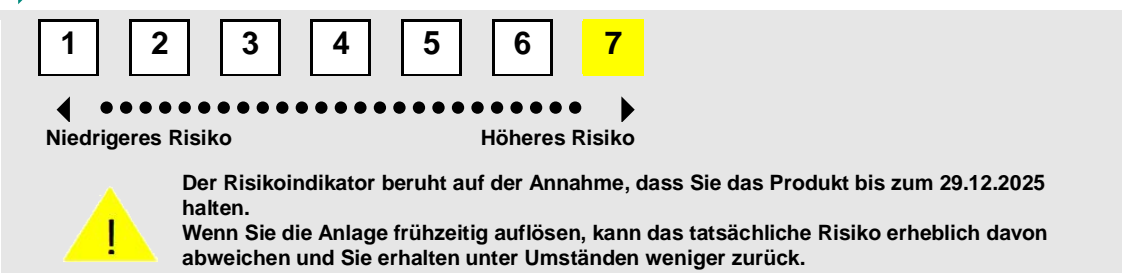 1 2 3 4 5 6 7
Niedrigeres Risiko Höheres Risiko
Der Risikoindikator beruht auf der Annahme, dass Sie das Produkt bis zum 29.12.2025
halten.
Wenn Sie die Anlage frühzeitig auflösen, kann das tatsächliche Risiko erheblich davon
abweichen und Sie erhalten unter Umständen weniger zurück.
!